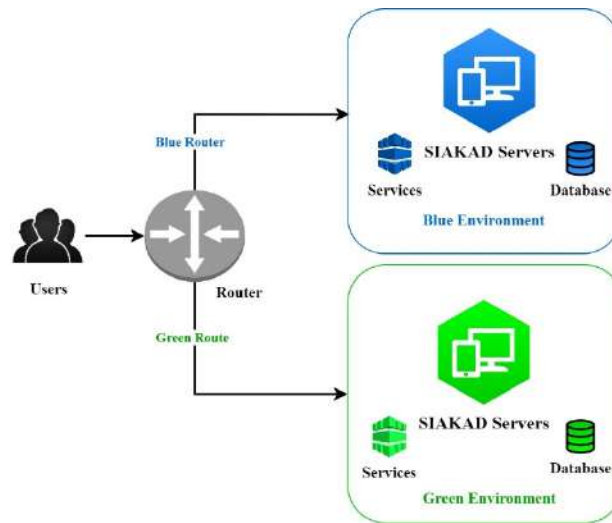 Blue Router
SIAKAD Servers
Services
Database
Blue Environment
Users
Router
Green Route
SIAKAD Servers
Services
Database
Green Environment